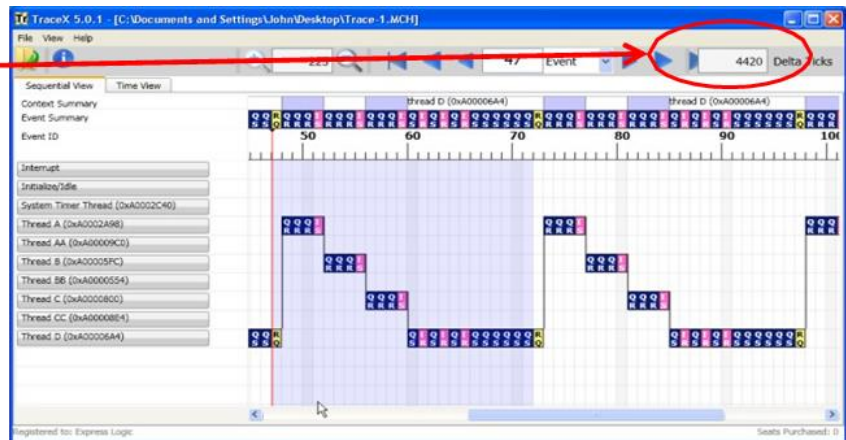 TraceX 5.0.1 - [C:\Documents and Settings\John\Desktop\Trace-1.MCH]
File View Help
225 47 Event 4420 Delta Ticks
Sequential View Time View
Context Summary thread D (0xA00006A4) thread D (0xA00006A4)
Event Summary
Event ID 50 60 70 80 90 100
Interrupt
Initialize/Idle
System Timer Thread (0xA0002C40)
Thread A (0xA0002A98)
Thread AA (0xA00009C0)
Thread B (0xA00005FC)
Thread BB (0xA0000554)
Thread C (0xA0000800)
Thread CC (0xA00008E4)
Thread D (0xA00006A4)
Registered to: Express Logic Seats Purchased: 0